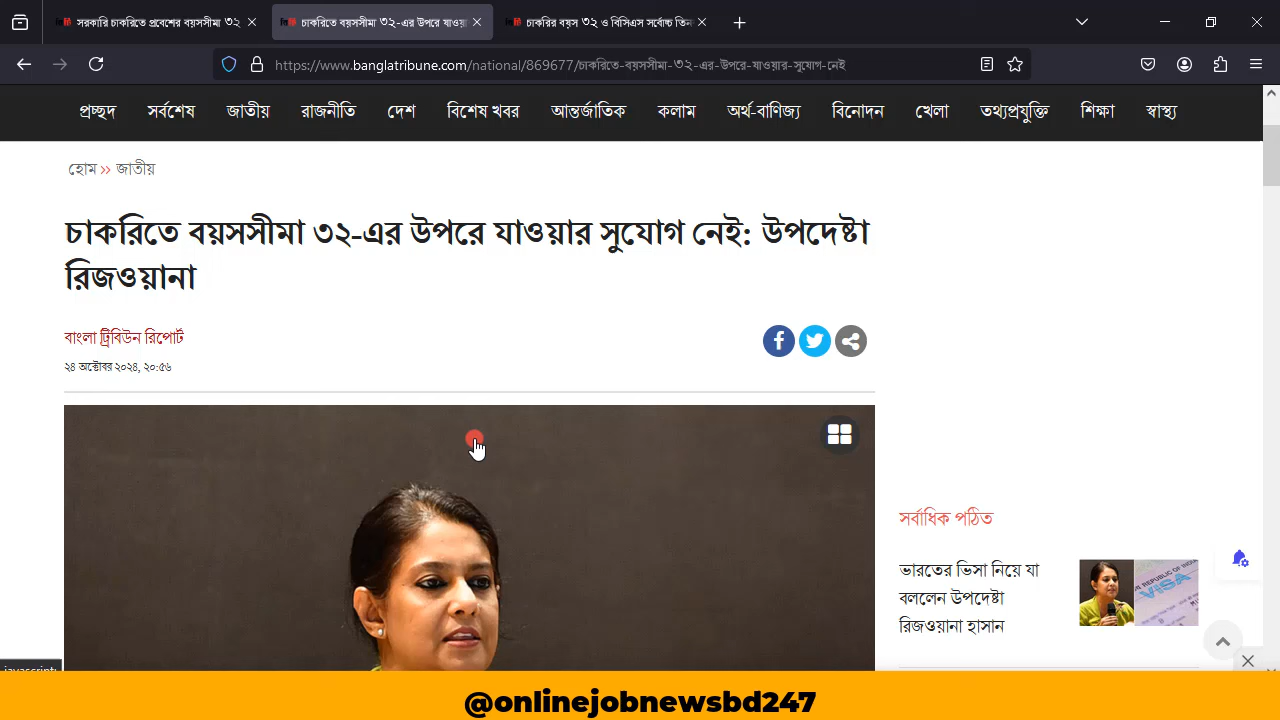 সরকারি চাকরিতে প্রবেশের বয়সসীমা ৩২
চাকরিতে বয়সসীমা ৩২-এর উপরে যাওয়া
চাকরির বয়স ৩২ ও বিসিএস সর্বোচ্চ তিন
https://www.banglatribune.com/national/869677/চাকরিতে-বয়সসীমা-৩২-এর-উপরে-যাওয়ার-সুযোগ-নেই
প্রচ্ছদ সর্বশেষ জাতীয় রাজনীতি দেশ বিশেষ খবর আন্তর্জাতিক কলাম অর্থ-বাণিজ্য বিনোদন খেলা তথ্যপ্রযুক্তি শিক্ষা স্বাস্থ্য
হোম » জাতীয়
চাকরিতে বয়সসীমা ৩২-এর উপরে যাওয়ার সুযোগ নেই: উপদেষ্টা
রিজওয়ানা
বাংলা ট্রিবিউন রিপোর্ট
২৪ অক্টোবর ২০২৪, ২০:৫৬
সর্বাধিক পঠিত
ভারতের ভিসা নিয়ে যা
বললেন উপদেষ্টা
রিজওয়ানা হাসান
@onlinejobnewsbd247